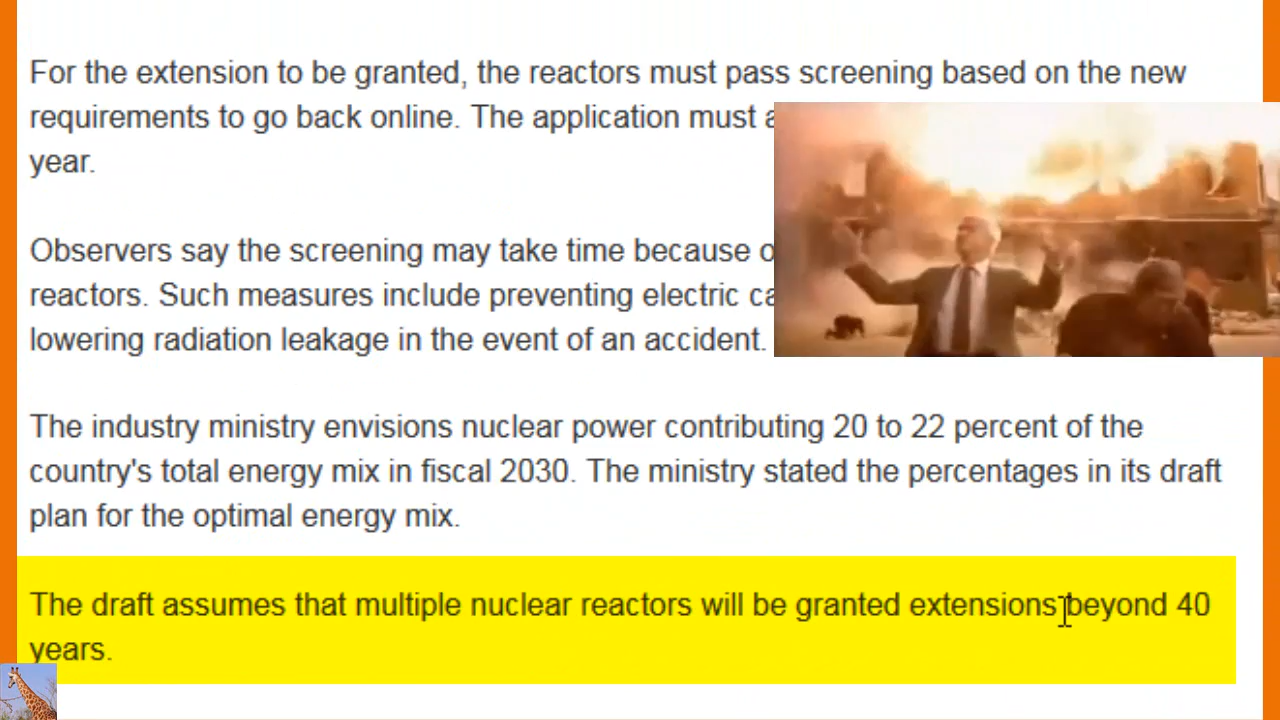 For the extension to be granted, the reactors must pass screening based on the new
requirements to go back online. The application must
year.
Observers say the screening may take time because
reactors. Such measures include preventing electric
lowering radiation leakage in the event of an accident.
The industry ministry envisions nuclear power contributing 20 to 22 percent of the
country's total energy mix in fiscal 2030. The ministry stated the percentages in its draft
plan for the optimal energy mix.
The draft assumes that multiple nuclear reactors will be granted extensions beyond 40
years.